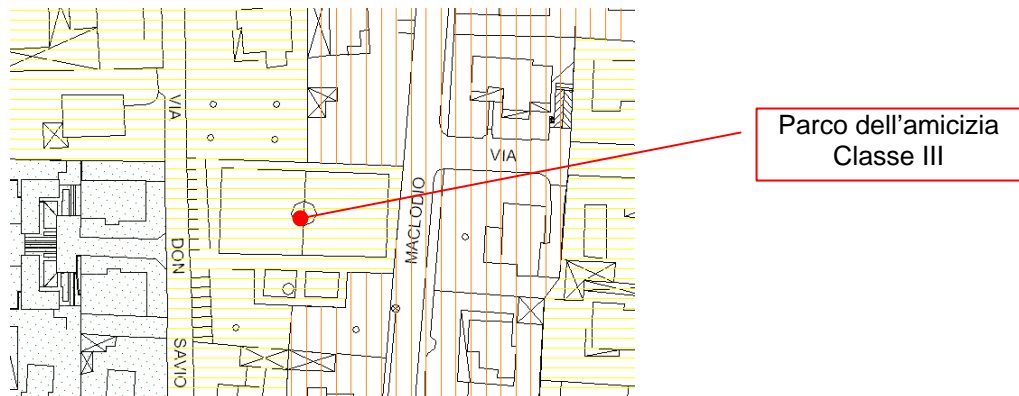 VIA
DON
SAVIO
MACLODIO
VIA
Parco dell'amicizia
Classe III